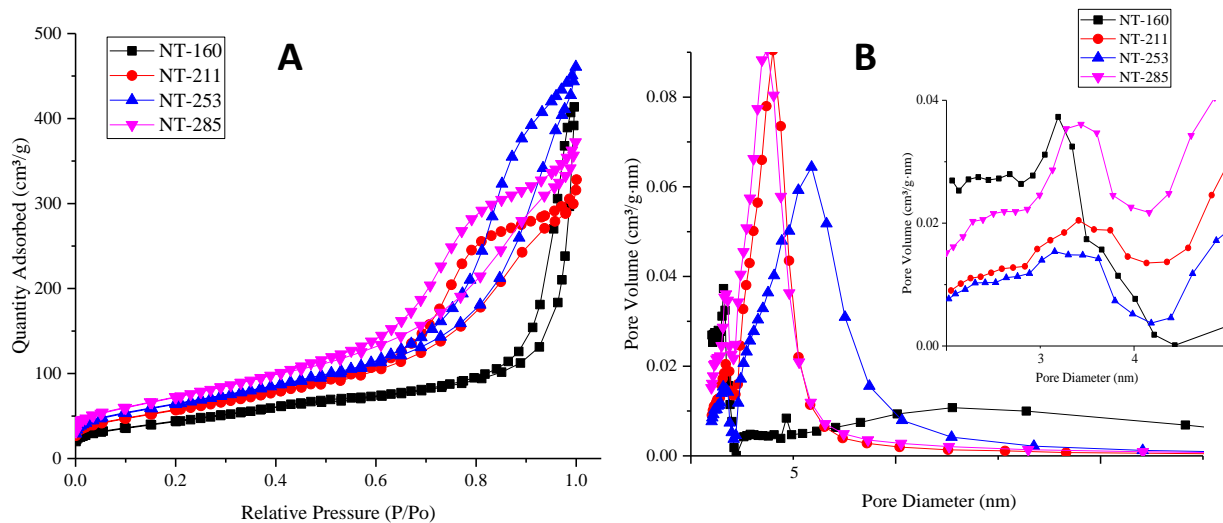 A
NT-160
NT-211
NT-253
NT-285
500
400
300
200
100
0
Quantity Adsorbed (cm³/g)
0.0 0.2 0.4 0.6 0.8 1.0
Relative Pressure (P/Po)
B
NT-160
NT-211
NT-253
NT-285
0.08
0.06
0.04
0.02
0.00
Pore Volume (cm³/g·nm)
5
Pore Diameter (nm)
0.04
0.02
0.00
Pore Volume (cm³/g·nm)
3 4
Pore Diameter (nm)